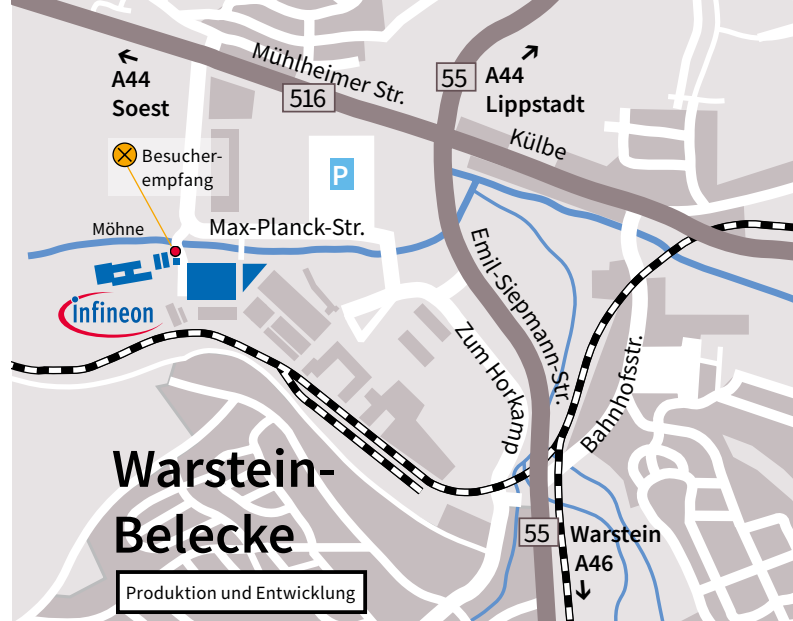 Mühlheimer Str.
A44
Soest
516
55
A44
Lippstadt
Külbe
Besucher-
empfang
P
Möhne
Max-Planck-Str.
infineon
Emil-Siepmann-Str.
Zum Horkamp
Bahnhofsstr.
Warstein-
Belecke
55
Warstein
A46
Produktion und Entwicklung